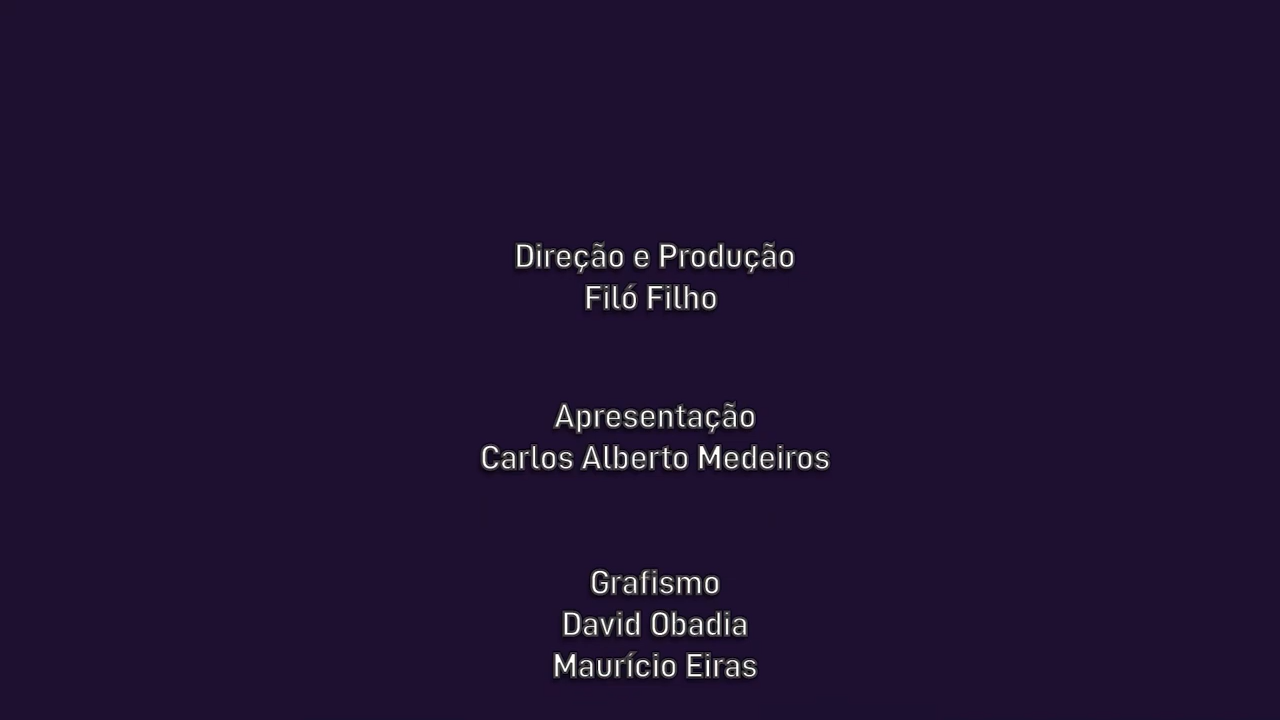 Direção e Produção
Filó Filho
Apresentação
Carlos Alberto Medeiros
Grafismo
David Obadia
Maurício Eiras